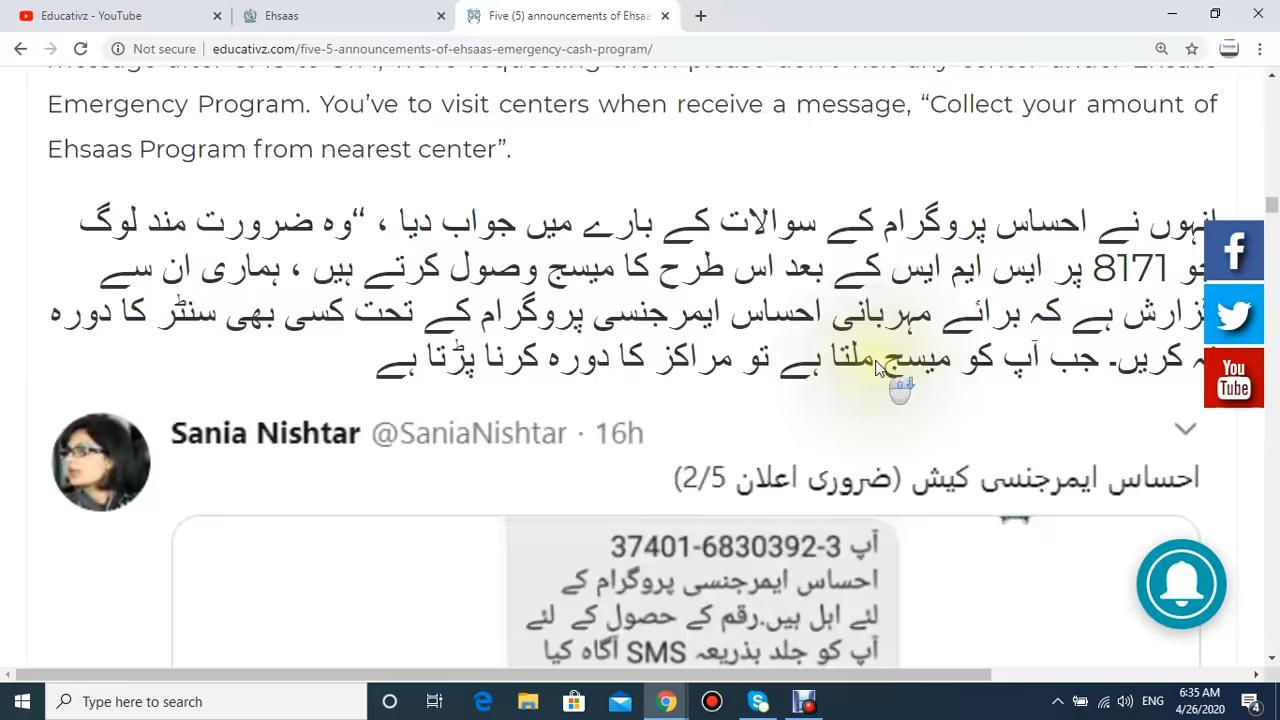 Educativz - YouTube
Ehsaas
Five (5) announcements of Ehsaa
Not secure
educativz.com/five-5-announcements-of-ehsaas-emergency-cash-program/
Emergency Program. You've to visit centers when receive a message, “Collect your amount of
Ehsaas Program from nearest center”.
انہوں نے احساس پروگرام کے سوالات کے بارے میں جواب دیا ، “وہ ضرورت مند لوگ
جو 8171 پر ایس ایم ایس کے بعد اس طرح کا میسج وصول کرتے ہیں ، ہماری ان سے
گزارش ہے کہ برائے مہربانی احساس ایمرجنسی پروگرام کے تحت کسی بھی سنٹر کا دورہ
نہ کریں۔ جب آپ کو میسج ملتا ہے تو مراکز کا دورہ کرنا پڑتا ہے
You
Tube
Sania Nishtar @SaniaNishtar · 16h
احساس ایمرجنسی کیش (ضروری اعلان 2/5)
آپ 37401-6830392-3
احساس ایمرجنسی پروگرام کے
لئے اہل ہیں.رقم کے حصول کے لئے
آپ کو جلد بذریعہ SMS آگاہ کیا
Type here to search
ENG
6:35 AM
4/26/2020
4